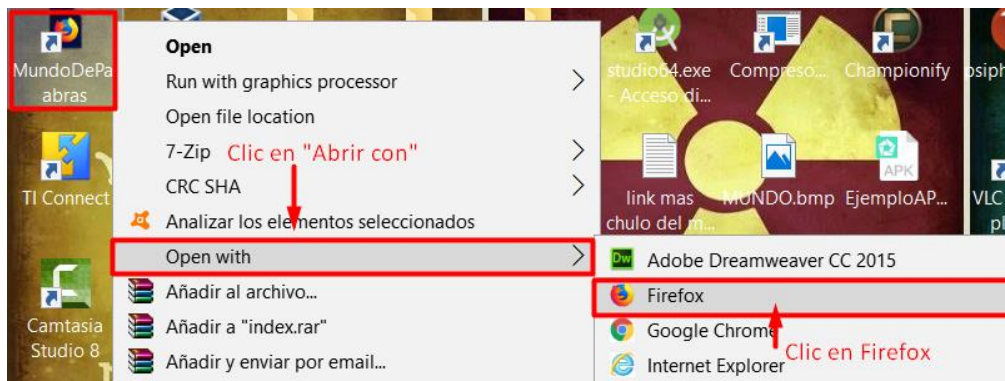 MundoDePa
abras
TI Connect
Camtasia
Studio 8
Open
Run with graphics processor
Open file location
7-Zip
Clic en "Abrir con"
CRC SHA
Analizar los elementos seleccionados
Open with
Añadir al archivo...
Añadir a "index.rar"
Añadir y enviar por email...
studio64.exe
- Acceso di...
Compreso...
Championify
psiph
link mas
chulo del m...
MUNDO.bmp
APK
EjemploAP...
VLC
pl
Dw
Adobe Dreamweaver CC 2015
Firefox
Google Chrome
Clic en Firefox
Internet Explorer